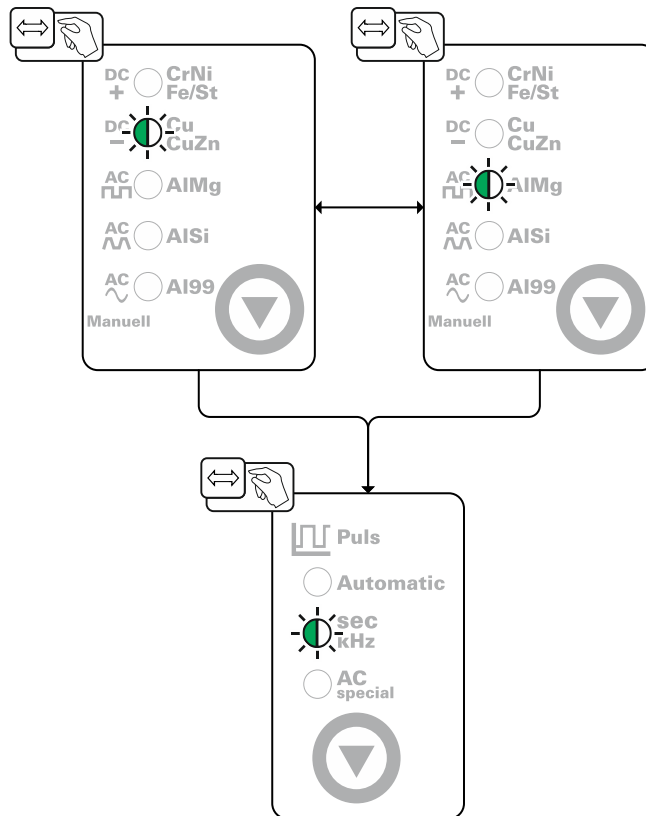 DC CrNi
+ Fe/St
DC Cu
− CuZn
AC AlMg
AC AlSi
AC Al99
Manuell
DC CrNi
+ Fe/St
DC Cu
− CuZn
AC AlMg
AC AlSi
AC Al99
Manuell
Puls
Automatic
sec
кHz
AC
special